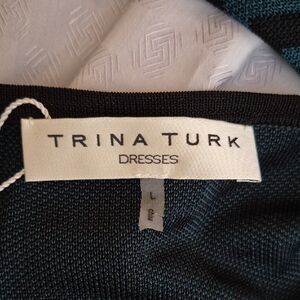 TRINA TURK
DRESSES
L